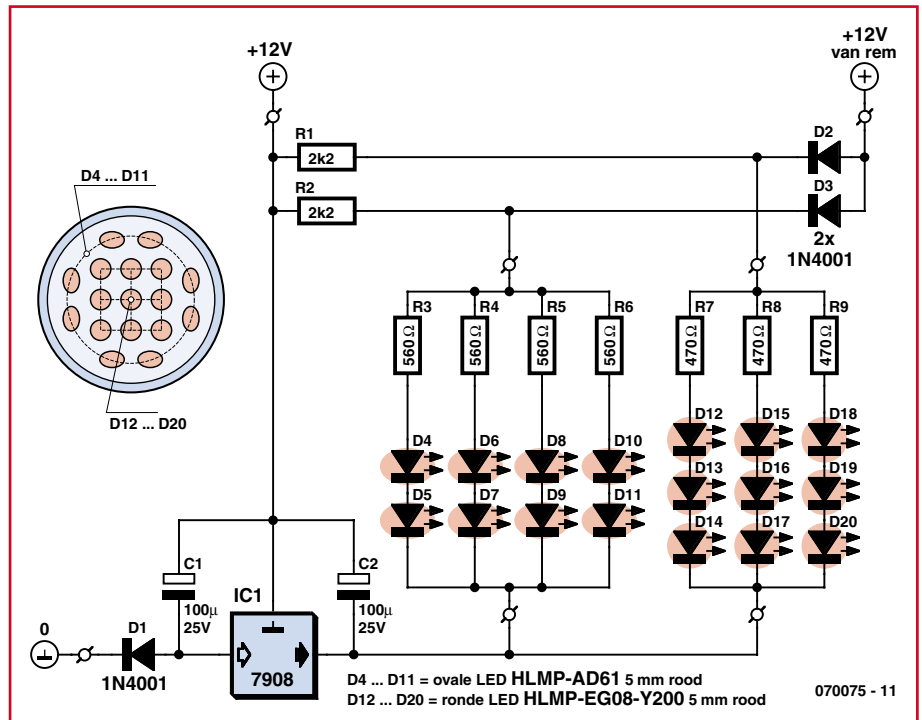 +12V
+12V
van rem
R1
2k2
D2
R2
2k2
D3
2x
1N4001
D4 ... D11
D12 ... D20
R3
560Ω
R4
560Ω
R5
560Ω
R6
560Ω
R7
470Ω
R8
470Ω
R9
470Ω
D4
D6
D8
D10
D12
D15
D18
D5
D7
D9
D11
D13
D16
D19
D14
D17
D20
C1
100µ
25V
C2
100µ
25V
IC1
7908
0
D1
1N4001
D4 ... D11 = ovale LED HLMP-AD61 5 mm rood
D12 ... D20 = ronde LED HLMP-EG08-Y200 5 mm rood
070075 - 11